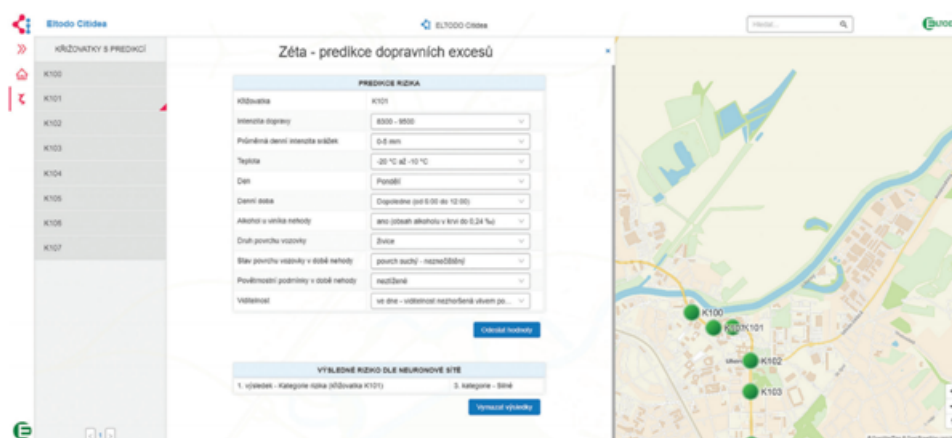 Eltodo Citidea
ELTODO Citidea
Hledat...
KŘIŽOVATKY S PREDIKCÍ
K100
K101
K102
K103
K104
K105
K106
K107
Zéta - predikce dopravních excesů
PREDIKCE RIZIKA
Křižovatka K101
Intenzita dopravy 8300 - 9500
Průměrná denní intenzita srážek 0-5 mm
Teplota -20 °C až -10 °C
Den Pondělí
Denní doba Dopoledne (od 6:00 do 12:00)
Alkohol u viníka nehody ano (obsah alkoholu v krvi do 0,24 ‰)
Druh povrchu vozovky živice
Stav povrchu vozovky v době nehody povrch suchý - neznečištěný
Povětrnostní podmínky v době nehody neztížené
Viditelnost ve dne - viditelnost nezhoršená vlivem po...
Odeslat hodnoty
VÝSLEDNÉ RIZIKO DLE NEURONOVÉ SÍTĚ
1. výsledek - Kategorie rizika (křižovatka K101) 3. kategorie - Silné
Vymazat výsledky
K100
K101
K102
K103